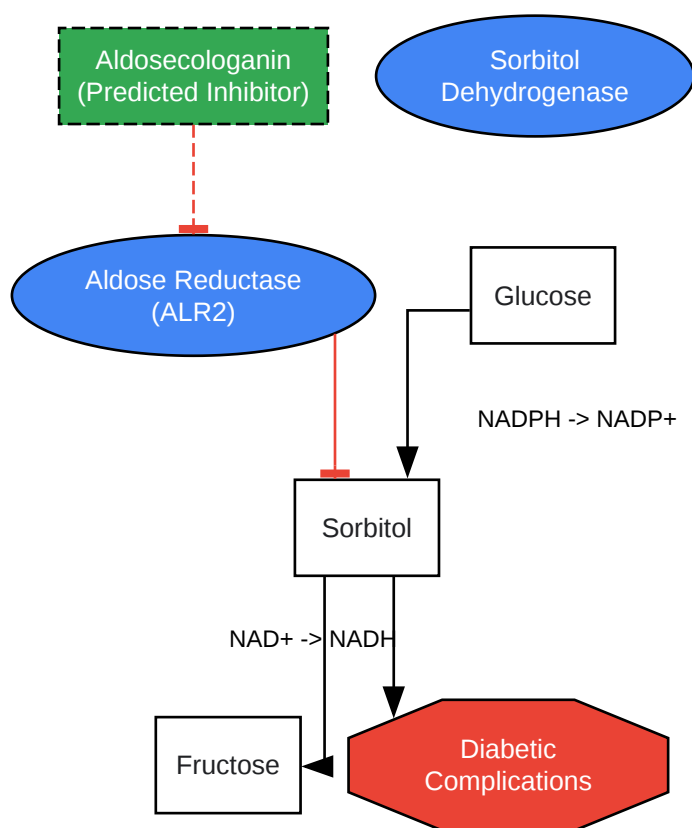 Aldosecologanin
(Predicted Inhibitor)
Sorbitol
Dehydrogenase
Aldose Reductase
(ALR2)
Glucose
NADPH -> NADP+
Sorbitol
NAD+ -> NADH
Fructose
Diabetic
Complications